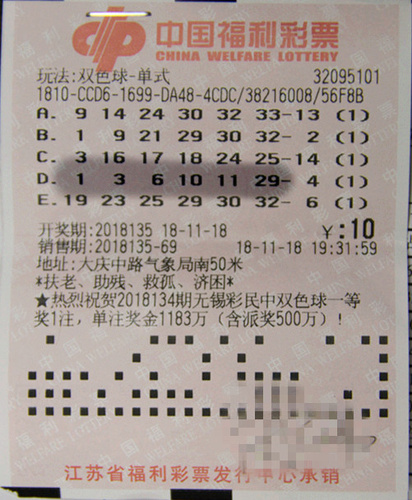 中国福利彩票
CHINA WELFARE LOTTERY
玩法:双色球-单式 32095101
1810-CCD6-1699-DA48-4CDC/38216008/56F8B
A. 9 14 24 30 32 33-13 (1)
B. 1 9 21 29 30 32- 2 (1)
C. 3 16 17 18 24 25-14 (1)
D. 1 3 6 10 11 29- 4 (1)
E. 19 23 25 29 30 32- 6 (1)
开奖期:2018135 18-11-18 ¥:10
销售期:2018135-69 18-11-18 19:31:59
地址:大庆中路气象局南50米
*扶老、助残、救孤、济困*
★热烈祝贺2018134期无锡彩民中双色球一等
奖1注，单注奖金1183万（含派奖500万）！
江苏省福利彩票发行中心承销